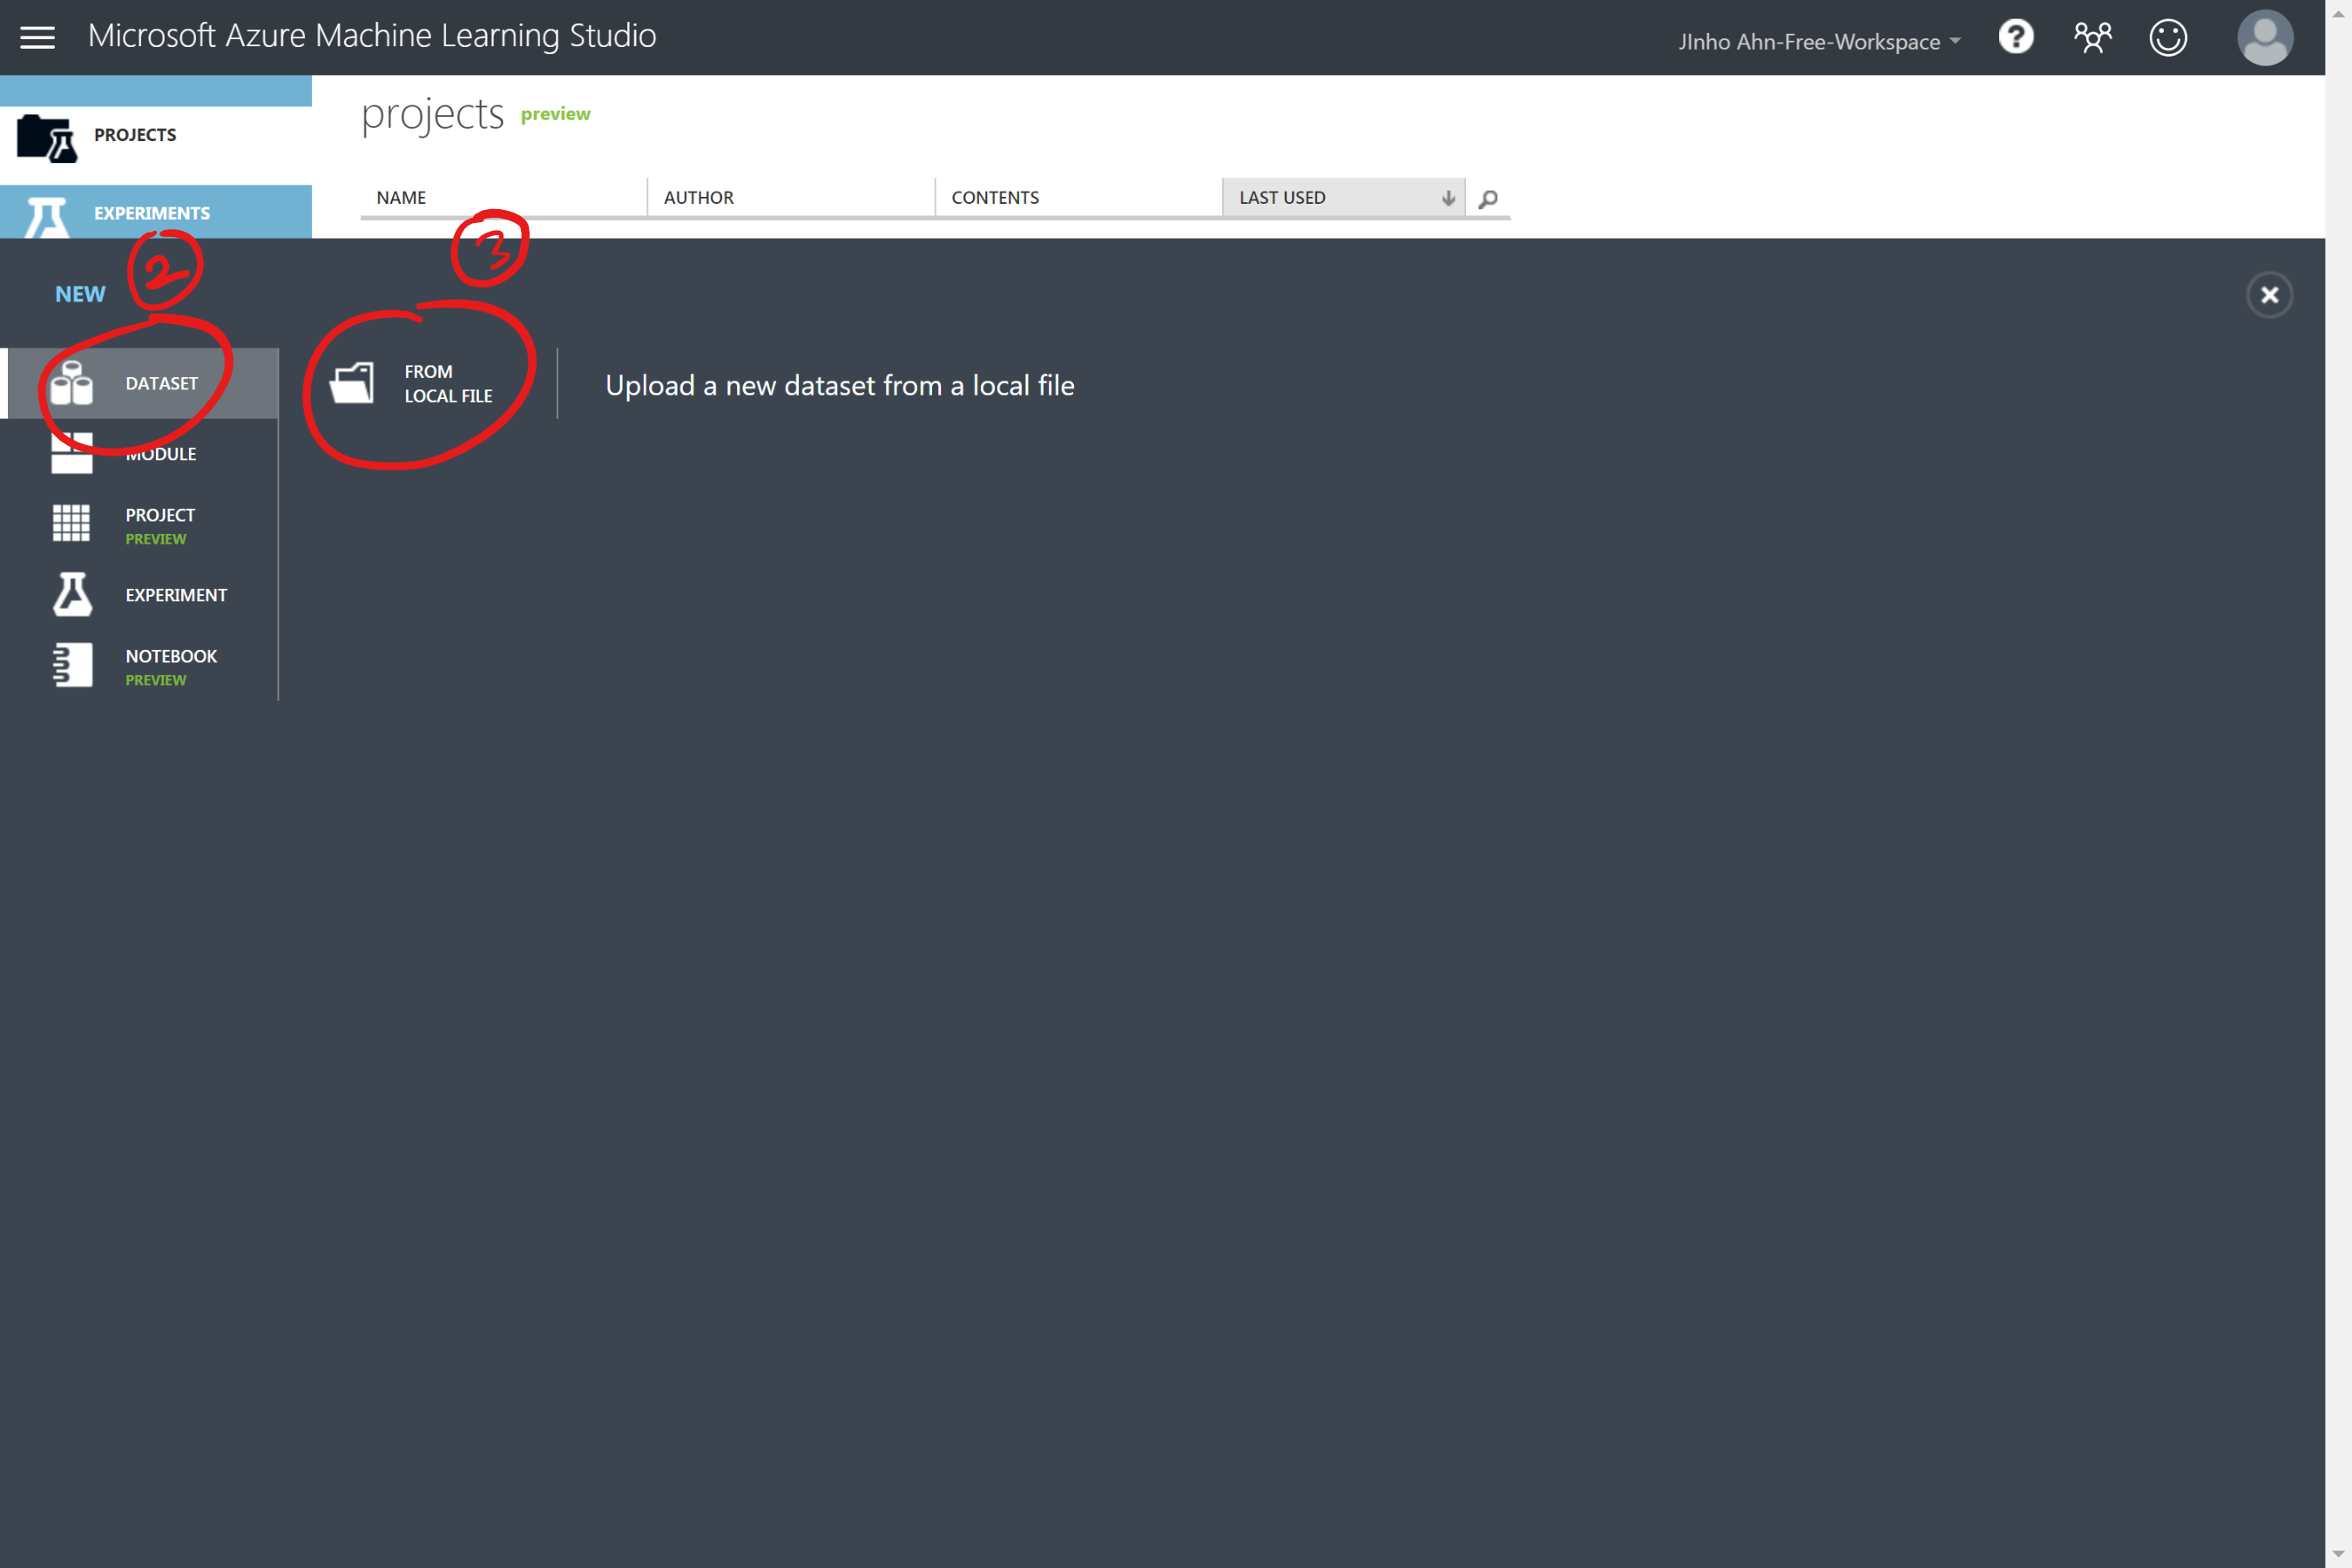 Microsoft Azure Machine Learning Studio
JInho Ahn-Free-Workspace
?
PROJECTS
projects preview
EXPERIMENTS
NAME AUTHOR CONTENTS LAST USED
2
3
NEW
DATASET
FROM
LOCAL FILE
Upload a new dataset from a local file
MODULE
PROJECT
PREVIEW
EXPERIMENT
NOTEBOOK
PREVIEW